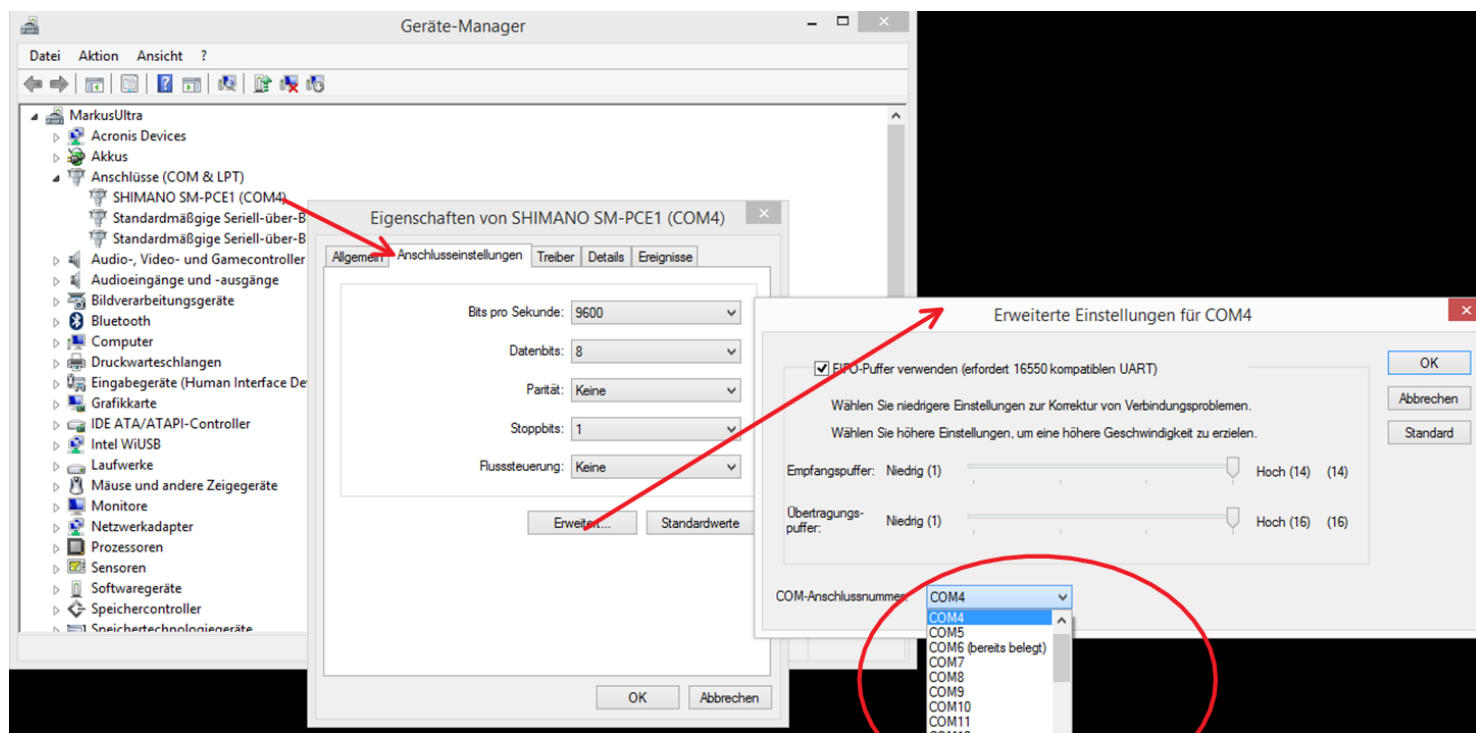 Geräte-Manager
Datei Aktion Ansicht ?
MarkusUltra
Acronis Devices
Akkus
Anschlüsse (COM & LPT)
SHIMANO SM-PCE1 (COM4)
Standardmäßgige Seriell-über-B
Standardmäßgige Seriell-über-B
Audio-, Video- und Gamecontroller
Audioeingänge und -ausgänge
Bildverarbeitungsgeräte
Bluetooth
Computer
Druckwarteschlangen
Eingabegeräte (Human Interface De
Grafikkarte
IDE ATA/ATAPI-Controller
Intel WiUSB
Laufwerke
Mäuse und andere Zeigegeräte
Monitore
Netzwerkadapter
Prozessoren
Sensoren
Softwaregeräte
Speichercontroller
Speichertechnologiegeräte
Eigenschaften von SHIMANO SM-PCE1 (COM4)
Allgemein Anschlusseinstellungen Treiber Details Ereignisse
Bits pro Sekunde: 9600
Datenbits: 8
Parität: Keine
Stoppbits: 1
Flusssteuerung: Keine
Erweitert... Standardwerte
OK Abbrechen
Erweiterte Einstellungen für COM4
FIFO-Puffer verwenden (erfordert 16550 kompatiblen UART)
Wählen Sie niedrigere Einstellungen zur Korrektur von Verbindungsproblemen.
Wählen Sie höhere Einstellungen, um eine höhere Geschwindigkeit zu erzielen.
Empfangspuffer: Niedrig (1) Hoch (14) (14)
Übertragungs-
puffer: Niedrig (1) Hoch (16) (16)
OK
Abbrechen
Standard
COM-Anschlussnummer: COM4
COM4
COM5
COM6 (bereits belegt)
COM7
COM8
COM9
COM10
COM11